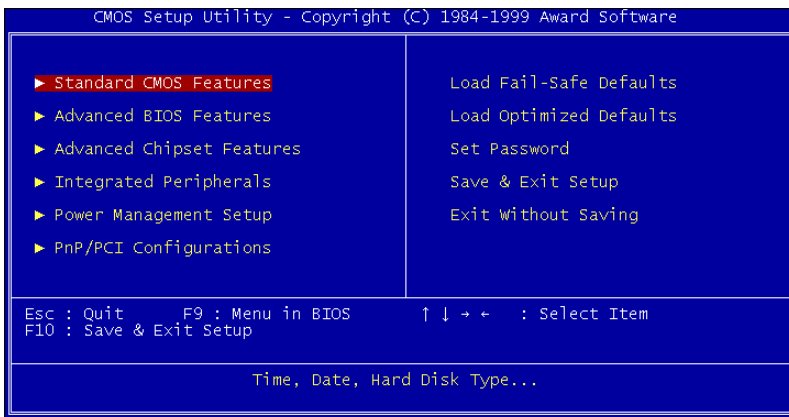 CMOS Setup Utility - Copyright (C) 1984-1999 Award Software
▶ Standard CMOS Features
▶ Advanced BIOS Features
▶ Advanced Chipset Features
▶ Integrated Peripherals
▶ Power Management Setup
▶ PnP/PCI Configurations
Load Fail-Safe Defaults
Load Optimized Defaults
Set Password
Save & Exit Setup
Exit Without Saving
Esc : Quit F9 : Menu in BIOS ↑ ↓ → ← : Select Item
F10 : Save & Exit Setup
Time, Date, Hard Disk Type...